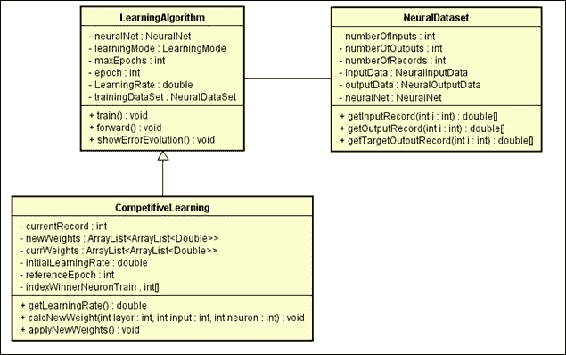 LearningAlgorithm
- neuralNet : NeuralNet
- learningMode : LearningMode
- maxEpochs : int
- epoch : int
- LearningRate : double
- trainingDataSet : NeuralDataSet
+ train() : void
+ forward() : void
+ showErrorEvolution() : void
NeuralDataset
- numberOfInputs : int
- numberOfOutputs : int
- numberOfRecords : int
- inputData : NeuralInputData
- outputData : NeuralOutputData
- neuralNet : NeuralNet
+ getInputRecord(int i : int) : double[]
+ getOutputRecord(int i : int) : double[]
+ getTargetOutputRecord(int i : int) : double[]
CompetitiveLearning
- currentRecord : int
- newWeights : ArrayList<ArrayList<Double>>
- currWeights : ArrayList<ArrayList<Double>>
- initialLearningRate : double
- referenceEpoch : int
- indexWinnerNeuronTrain : int[]
+ getLearningRate() : double
+ calcNewWeight(int layer : int, int input : int, int neuron : int) : void
+ applyNewWeights() : void